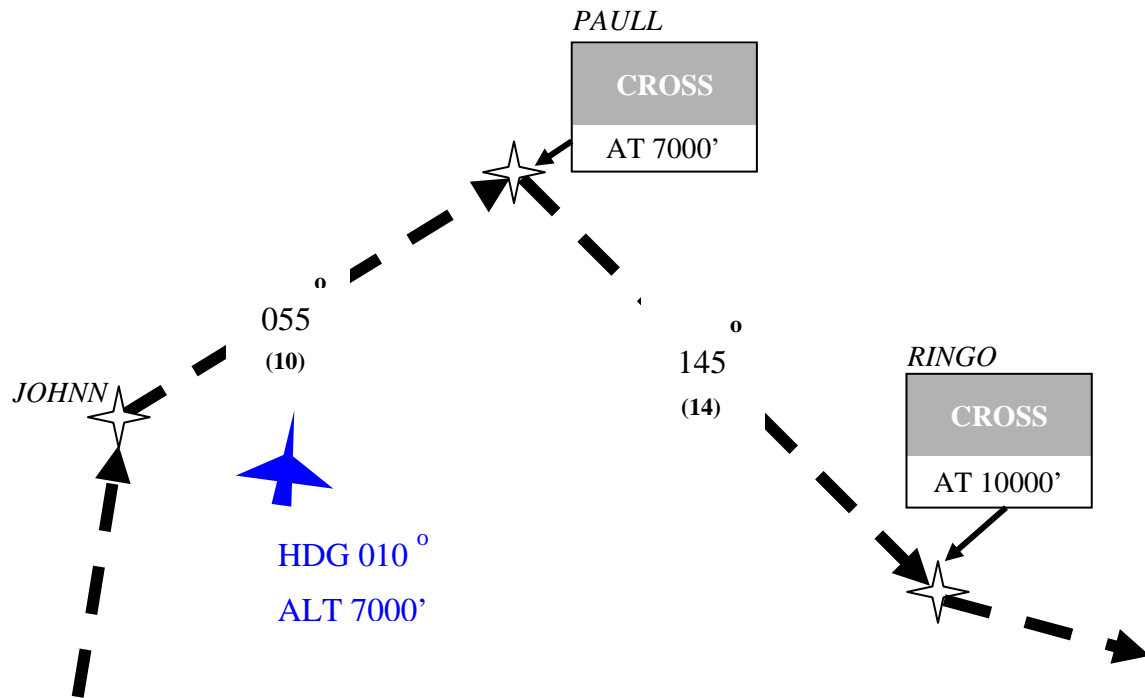 PAULL
CROSS
AT 7000’
055 o
(10)
145 o
(14)
JOHNN
RINGO
CROSS
AT 10000’
HDG 010 o
ALT 7000’